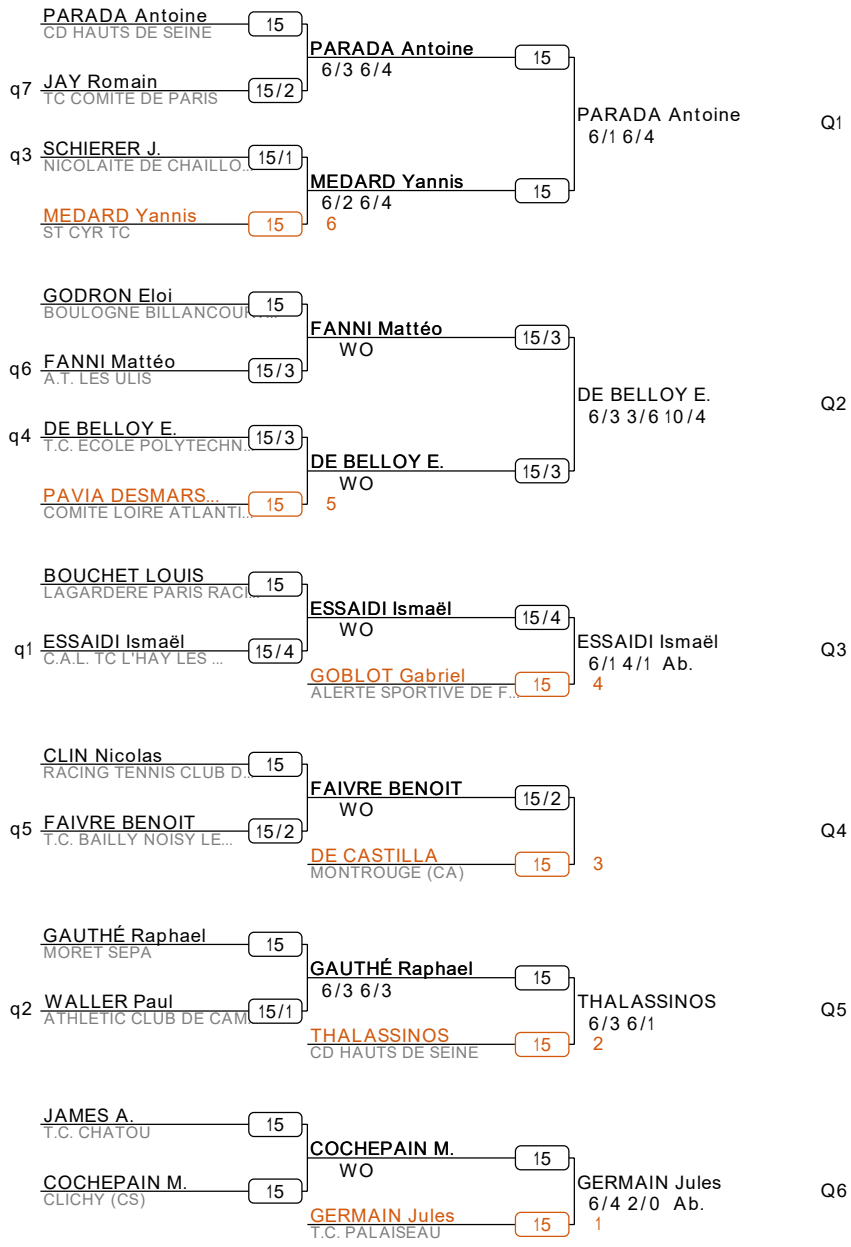 PARADA Antoine
15
CD HAUTS DE SEINE
PARADA Antoine
15
6/3 6/4
q7 JAY Romain
15/2
TC COMITE DE PARIS
PARADA Antoine
Q1
6/1 6/4
q3 SCHIERER J.
15/1
NICOLAITE DE CHAILLO...
MEDARD Yannis
15
6/2 6/4
MEDARD Yannis
15
6
ST CYR TC
GODRON Eloi
15
BOULOGNE BILLANCOURT...
FANNI Mattéo
15/3
WO
q6 FANNI Mattéo
15/3
A.T. LES ULIS
DE BELLOY E.
Q2
6/3 3/6 10/4
q4 DE BELLOY E.
15/3
T.C. ECOLE POLYTECHN...
DE BELLOY E.
15/3
WO
PAVIA DESMARS...
15
5
COMITE LOIRE ATLANTI...
BOUCHET LOUIS
15
LAGARDERE PARIS RACI...
ESSAIDI Ismaël
15/4
WO
q1 ESSAIDI Ismaël
15/4
C.A.L. TC L'HAY LES ...
ESSAIDI Ismaël
Q3
6/1 4/1 Ab.
GOBLOT Gabriel
15
4
ALERTE SPORTIVE DE F...
CLIN Nicolas
15
RACING TENNIS CLUB D...
FAIVRE BENOIT
15/2
WO
q5 FAIVRE BENOIT
15/2
T.C. BAILLY NOISY LE...
Q4
DE CASTILLA
15
3
MONTROUGE (CA)
GAUTHÉ Raphael
15
MORET SEPA
GAUTHÉ Raphael
15
6/3 6/3
q2 WALLER Paul
15/1
ATHLETIC CLUB DE CAM...
THALASSINOS
Q5
6/3 6/1
THALASSINOS
15
2
CD HAUTS DE SEINE
JAMES A.
15
T.C. CHATOU
COCHEPAIN M.
15
WO
COCHEPAIN M.
15
CLICHY (CS)
GERMAIN Jules
Q6
6/4 2/0 Ab.
GERMAIN Jules
15
1
T.C. PALAISEAU